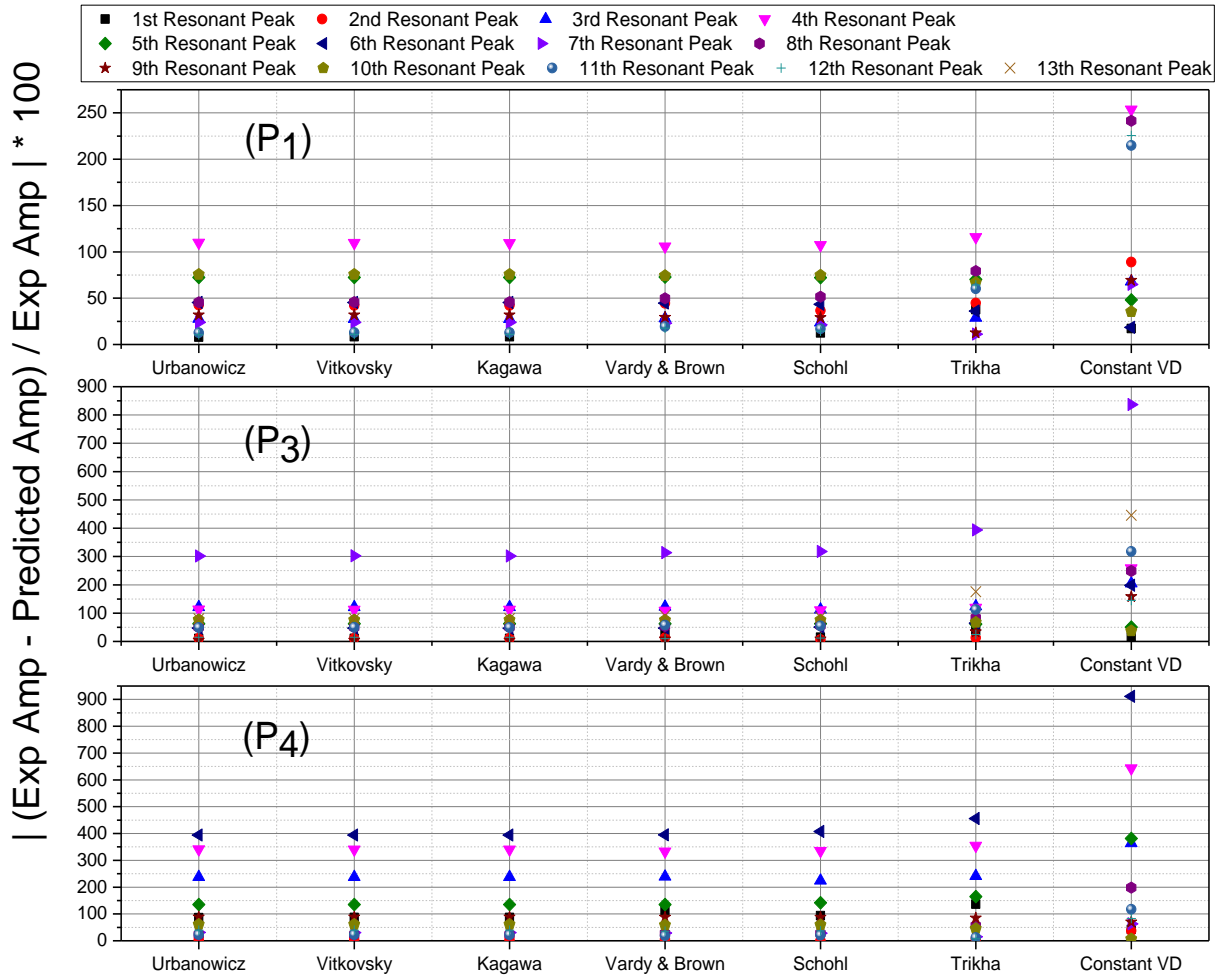 1st Resonant Peak 2nd Resonant Peak 3rd Resonant Peak 4th Resonant Peak
5th Resonant Peak 6th Resonant Peak 7th Resonant Peak 8th Resonant Peak
9th Resonant Peak 10th Resonant Peak 11th Resonant Peak 12th Resonant Peak 13th Resonant Peak
| (Exp Amp - Predicted Amp) / Exp Amp | * 100
(P1)
250
200
150
100
50
0
Urbanowicz Vitkovsky Kagawa Vardy & Brown Schohl Trikha Constant VD
(P3)
900
800
700
600
500
400
300
200
100
0
Urbanowicz Vitkovsky Kagawa Vardy & Brown Schohl Trikha Constant VD
(P4)
900
800
700
600
500
400
300
200
100
0
Urbanowicz Vitkovsky Kagawa Vardy & Brown Schohl Trikha Constant VD